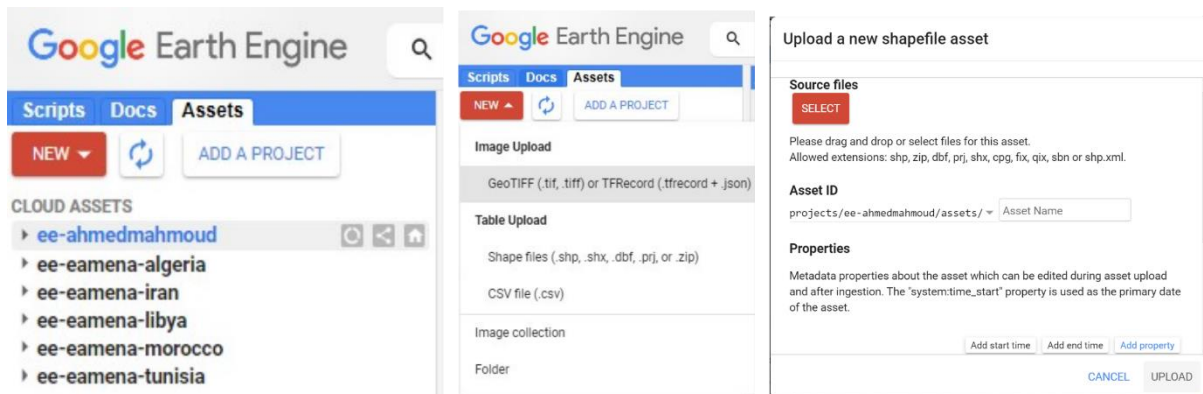 Google Earth Engine
Scripts Docs Assets
NEW ADD A PROJECT
CLOUD ASSETS
ee-ahmedmahmoud
ee-eamena-algeria
ee-eamena-iran
ee-eamena-libya
ee-eamena-morocco
ee-eamena-tunisia
Google Earth Engine
Scripts Docs Assets
NEW ADD A PROJECT
Image Upload
GeoTIFF (.tif, .tiff) or TFRecord (.tfrecord + .json)
Table Upload
Shape files (.shp, .shx, .dbf, .prj, or .zip)
CSV file (.csv)
Image collection
Folder
Upload a new shapefile asset
Source files
SELECT
Please drag and drop or select files for this asset.
Allowed extensions: shp, zip, dbf, prj, shx, cpg, fix, qix, sbn or shp.xml.
Asset ID
projects/ee-ahmedmahmoud/assets/ Asset Name
Properties
Metadata properties about the asset which can be edited during asset upload
and after ingestion. The "system:time_start" property is used as the primary date
of the asset.
Add start time Add end time Add property
CANCEL UPLOAD